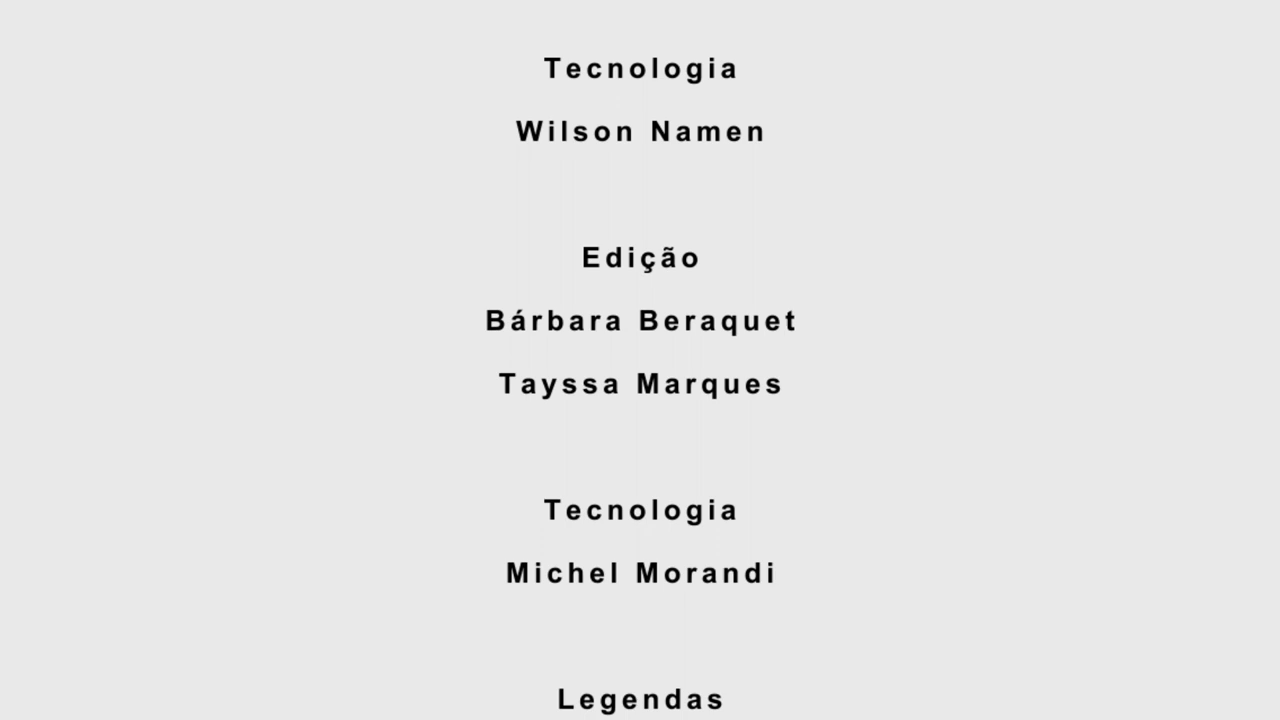 Tecnologia
Wilson Namen
Edição
Bárbara Beraquet
Tayssa Marques
Tecnologia
Michel Morandi
Legendas